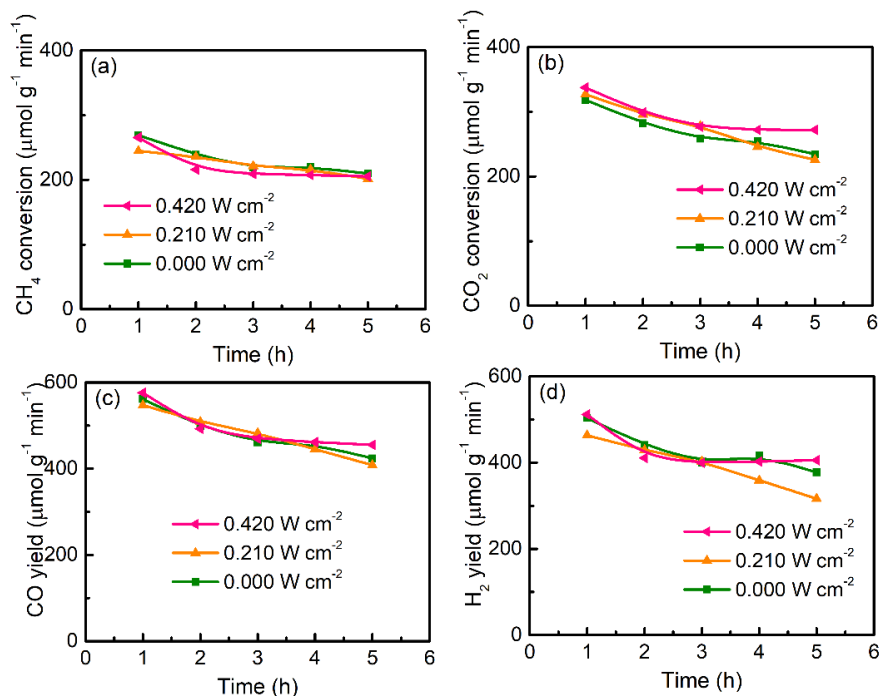 (a)
CH₄ conversion (μmol g⁻¹ min⁻¹)
400
200
0
0.420 W cm⁻²
0.210 W cm⁻²
0.000 W cm⁻²
0 1 2 3 4 5 6
Time (h)
(b)
CO₂ conversion (μmol g⁻¹ min⁻¹)
400
200
0
0.420 W cm⁻²
0.210 W cm⁻²
0.000 W cm⁻²
0 1 2 3 4 5 6
Time (h)
(c)
CO yield (μmol g⁻¹ min⁻¹)
600
400
200
0
0.420 W cm⁻²
0.210 W cm⁻²
0.000 W cm⁻²
0 1 2 3 4 5 6
Time (h)
(d)
H₂ yield (μmol g⁻¹ min⁻¹)
600
400
200
0
0.420 W cm⁻²
0.210 W cm⁻²
0.000 W cm⁻²
0 1 2 3 4 5 6
Time (h)